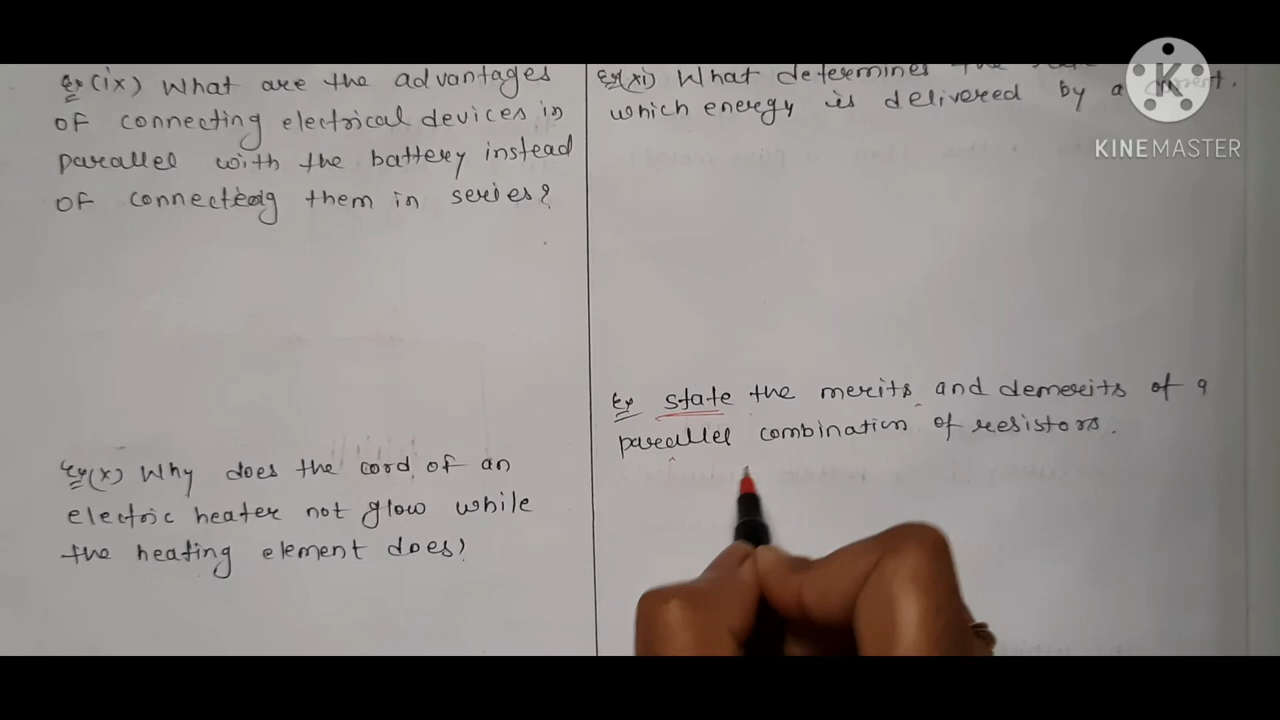 Ex(ix) What are the advantages
of connecting electrical devices in
parallel with the battery instead
of connecting them in series?
Ex(x) Why does the cord of an
electric heater not glow while
the heating element does?
Ex(xi) What determines the
which energy is delivered by a
Ex State the merits and demerits of a
parallel combination of resistors.
K
KINEMASTER